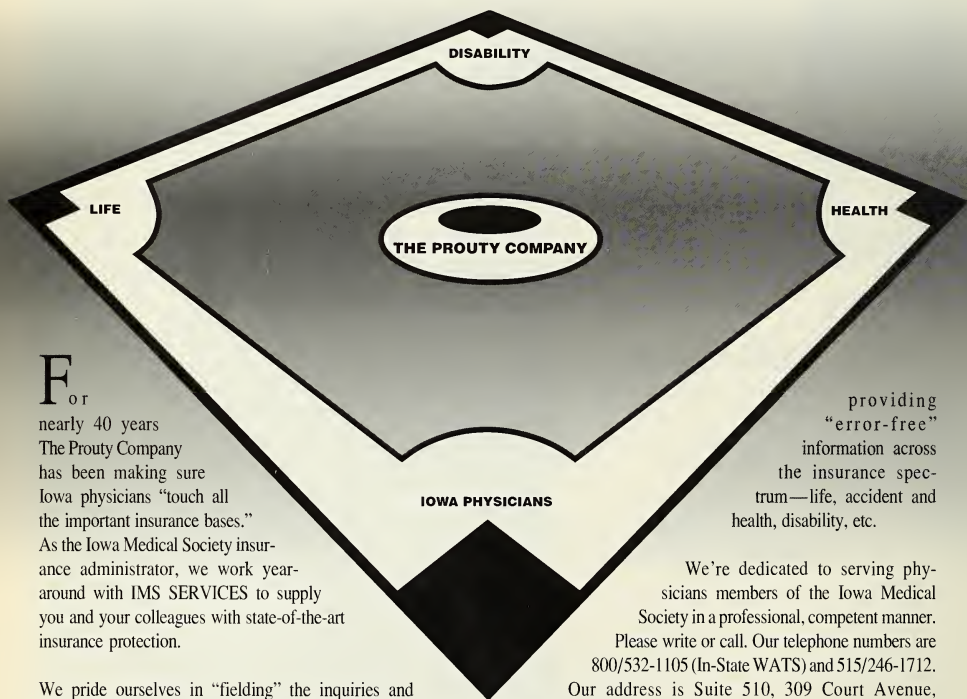 DISABILITY
LIFE
HEALTH
THE PROUTY COMPANY
IOWA PHYSICIANS
For
nearly 40 years
The Prouty Company
has been making sure
Iowa physicians “touch all
the important insurance bases.”
As the Iowa Medical Society insur-
ance administrator, we work year-
around with IMS SERVICES to supply
you and your colleagues with state-of-the-art
insurance protection.
We pride ourselves in “fielding” the inquiries and
providing
“error-free”
information across
the insurance spec-
trum—life, accident and
health, disability, etc.
We're dedicated to serving phy-
sicians members of the Iowa Medical
Society in a professional, competent manner.
Please write or call. Our telephone numbers are
800/532-1105 (In-State WATS) and 515/246-1712.
Our address is Suite 510, 309 Court Avenue,